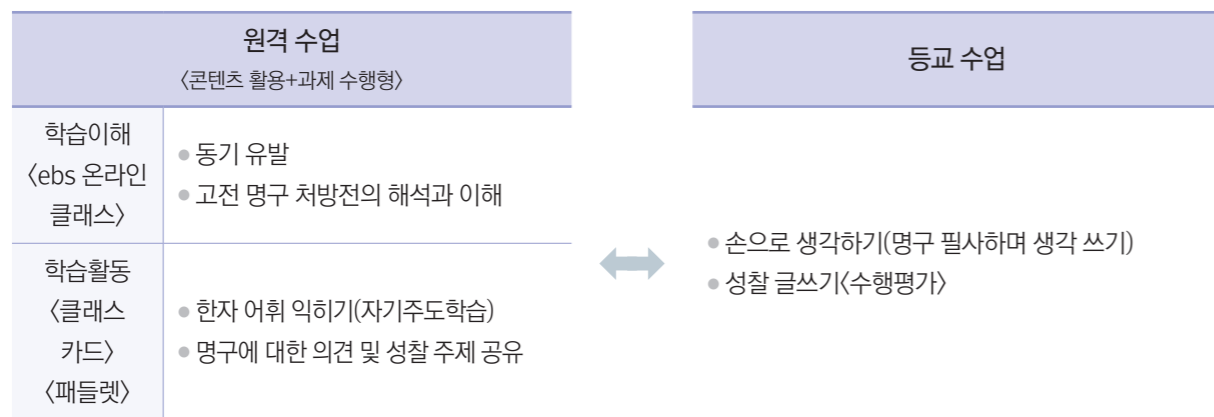 원격 수업
〈콘텐츠 활용+과제 수행형〉
학습이해
〈ebs 온라인
클래스〉
● 동기 유발
● 고전 명구 처방전의 해석과 이해
학습활동
〈클래스
카드〉
〈패들렛〉
● 한자 어휘 익히기(자기주도학습)
● 명구에 대한 의견 및 성찰 주제 공유
등교 수업
● 손으로 생각하기(명구 필사하며 생각 쓰기)
● 성찰 글쓰기〈수행평가〉